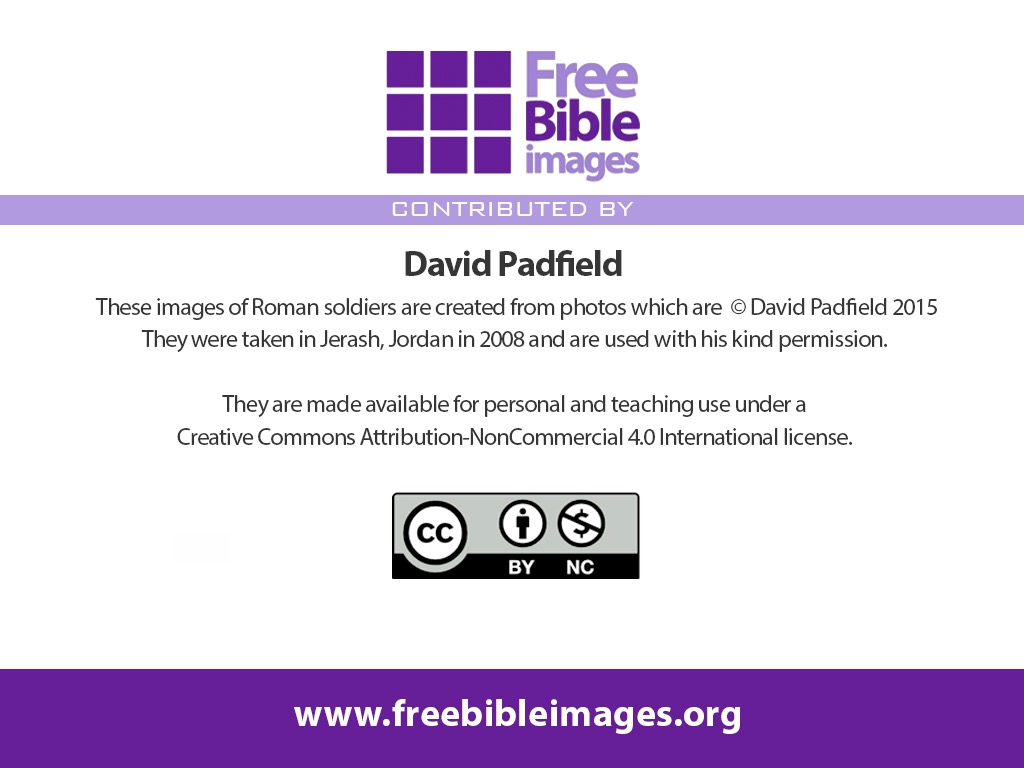 Free
Bible
images
CONTRIBUTED BY
David Padfield
These images of Roman soldiers are created from photos which are © David Padfield 2015
They were taken in Jerash, Jordan in 2008 and are used with his kind permission.
They are made available for personal and teaching use under a
Creative Commons Attribution-NonCommercial 4.0 International license.
CC
BY NC
www.freebibleimages.org